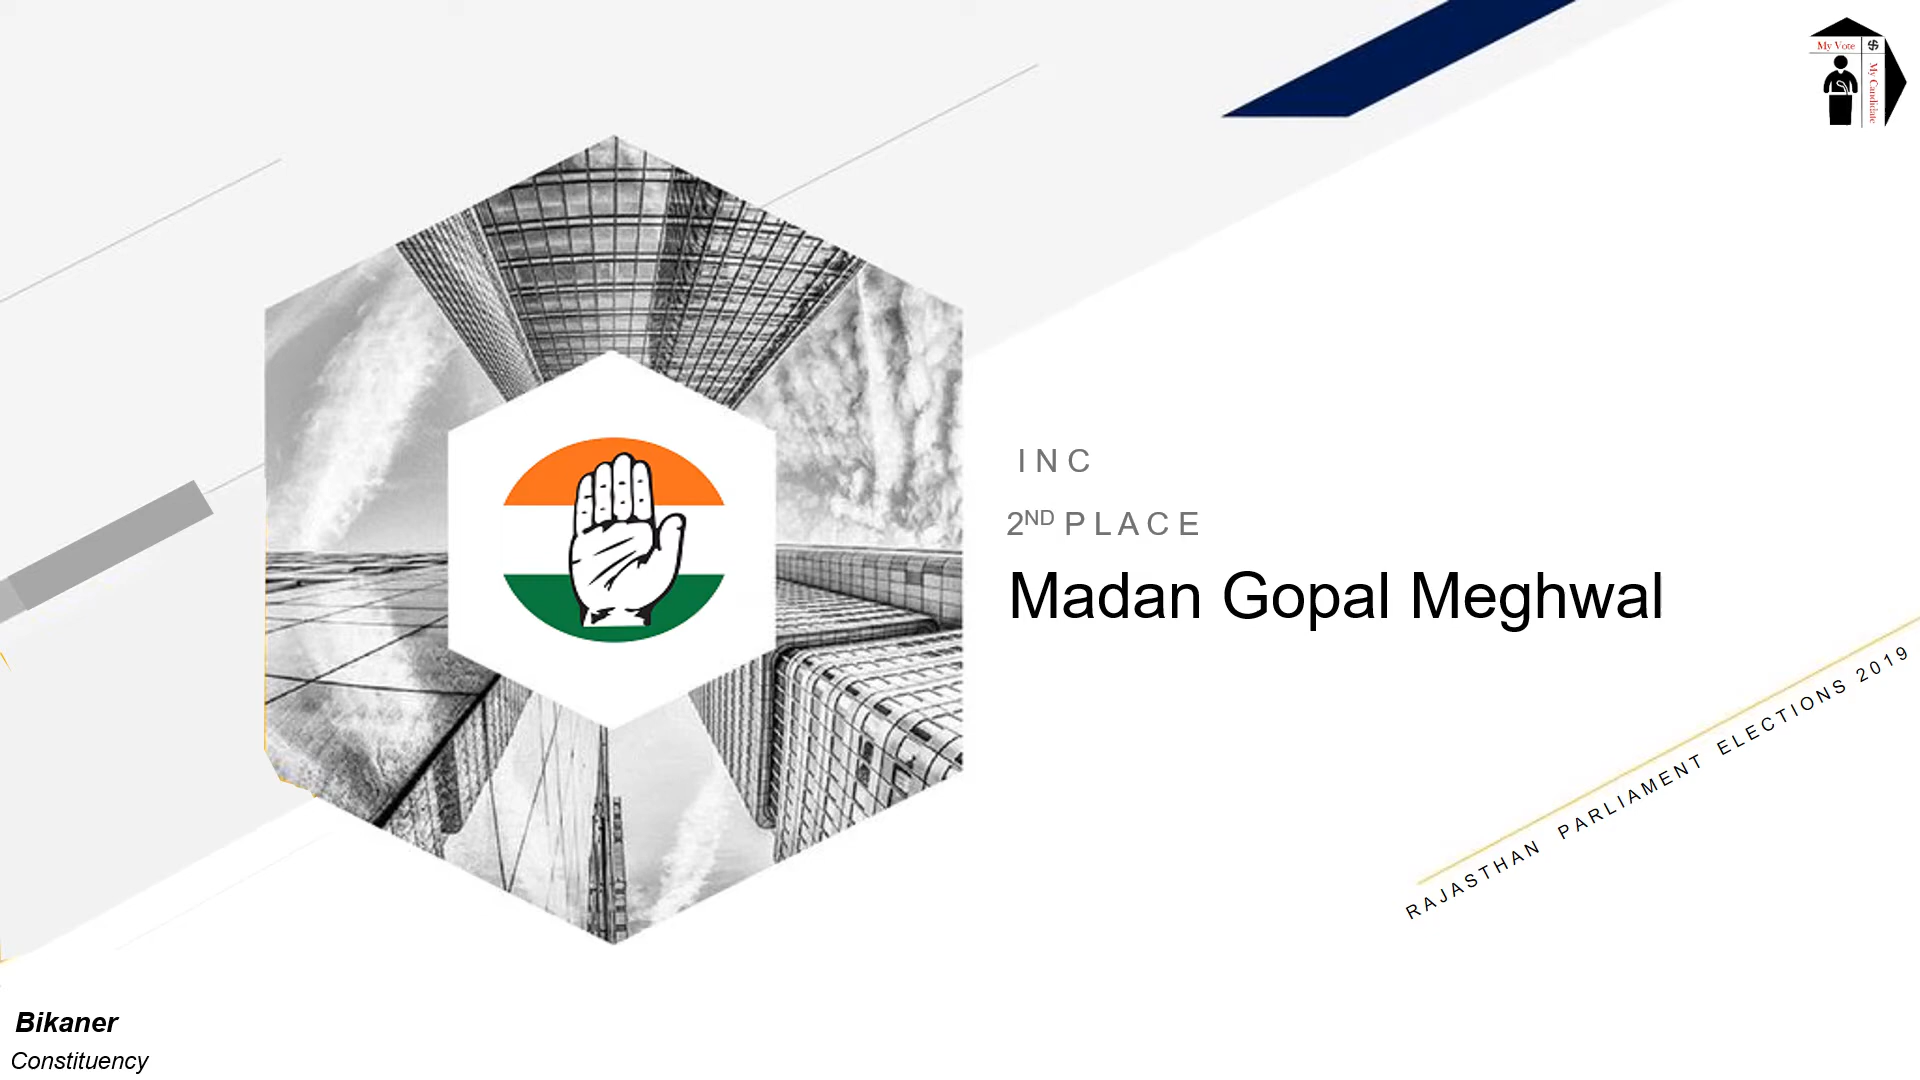 My Vote
My Candidate
INC
2ND PLACE
Madan Gopal Meghwal
RAJASTHAN PARLIAMENT ELECTIONS 2019
Bikaner
Constituency